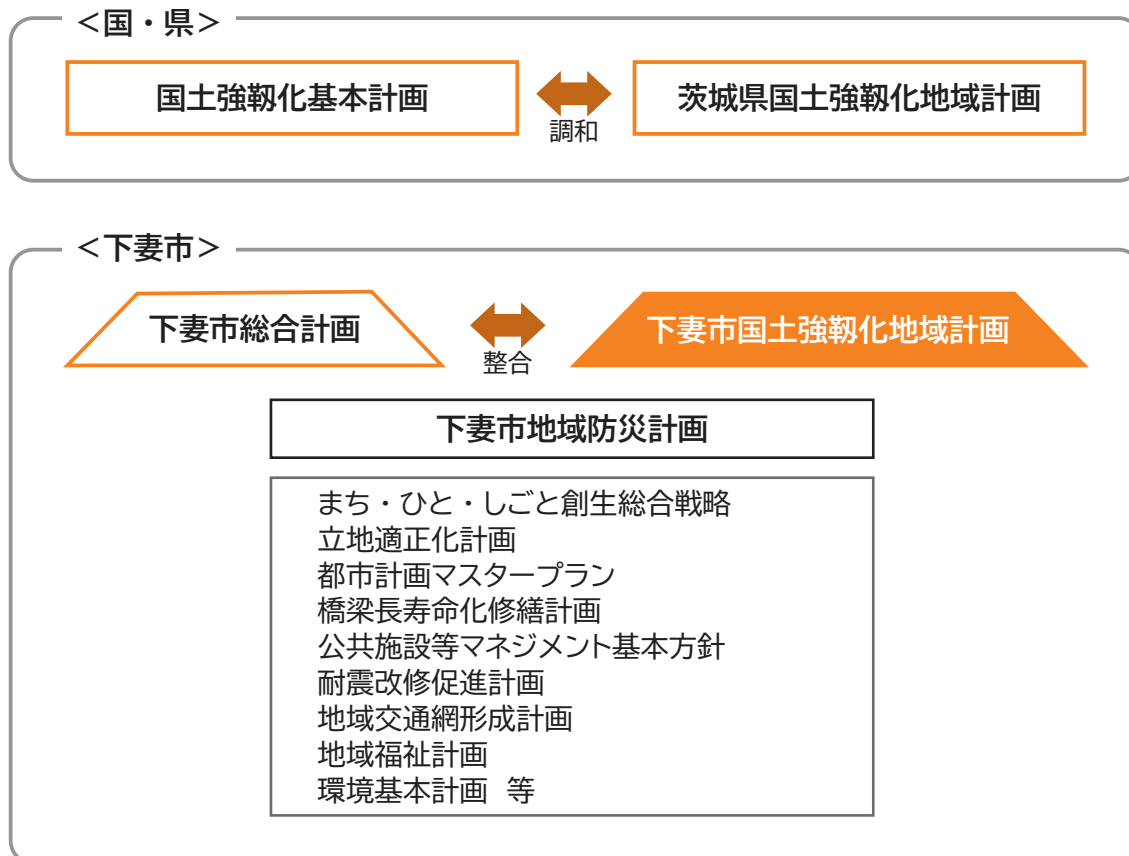 ＜国・県＞
国土強靱化基本計画
調和
茨城県国土強靱化地域計画
＜下妻市＞
下妻市総合計画
整合
下妻市国土強靱化地域計画
下妻市地域防災計画
まち・ひと・しごと創生総合戦略
立地適正化計画
都市計画マスタープラン
橋梁長寿命化修繕計画
公共施設等マネジメント基本方針
耐震改修促進計画
地域交通網形成計画
地域福祉計画
環境基本計画 等